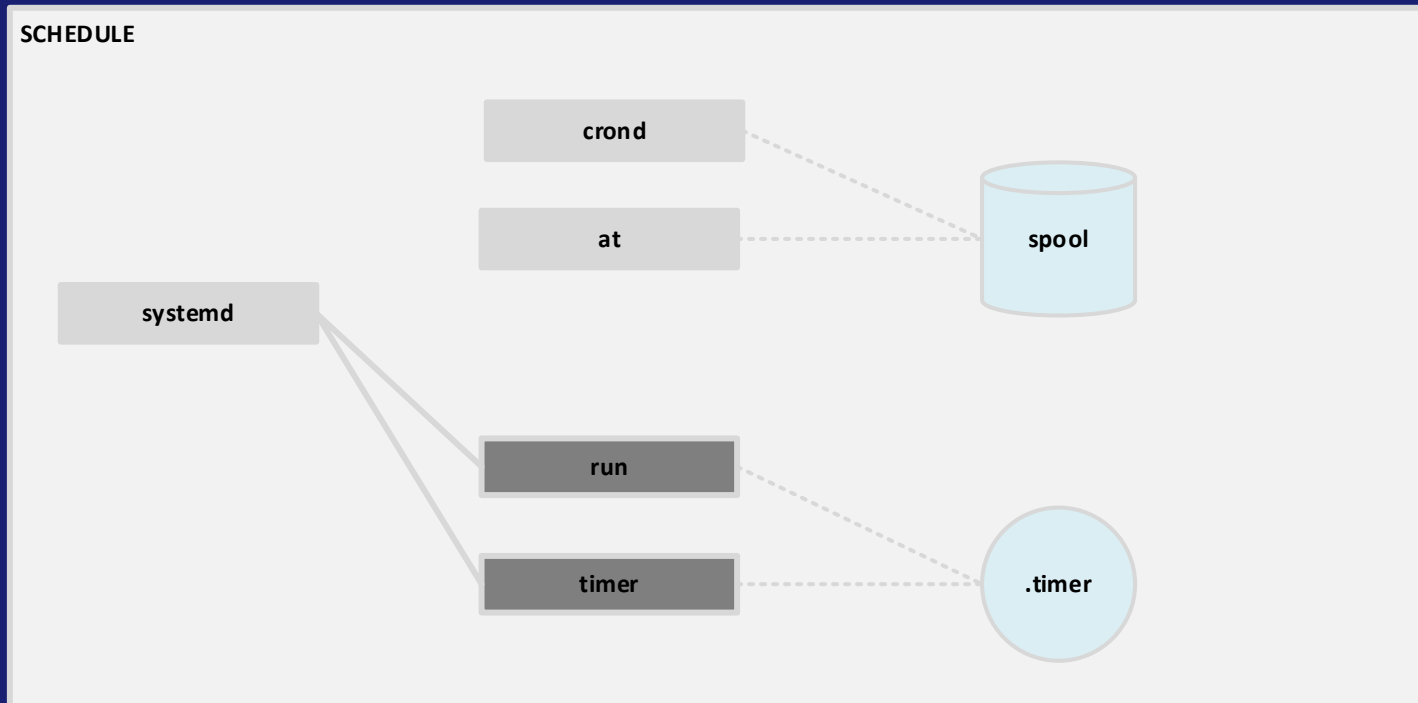 SCHEDULE
crond
at
spool
systemd
run
timer
.timer